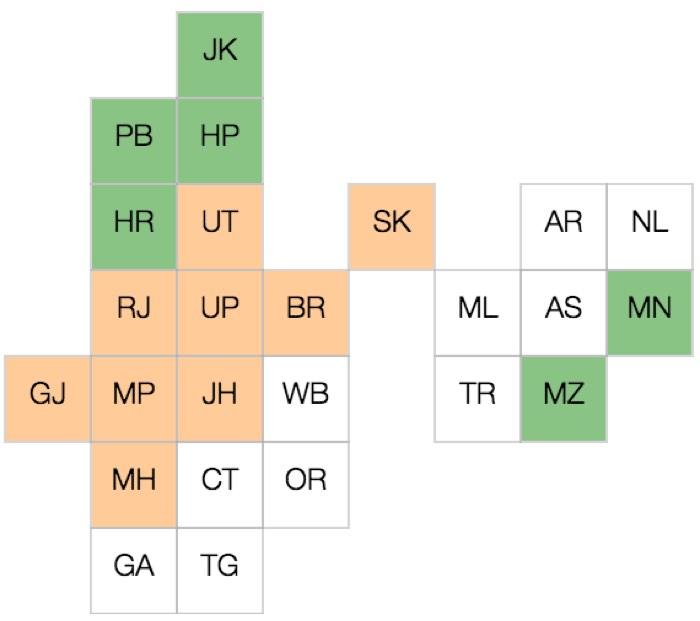 JK
PB HP
HR UT SK AR NL
RJ UP BR ML AS MN
GJ MP JH WB TR MZ
MH CT OR
GA TG